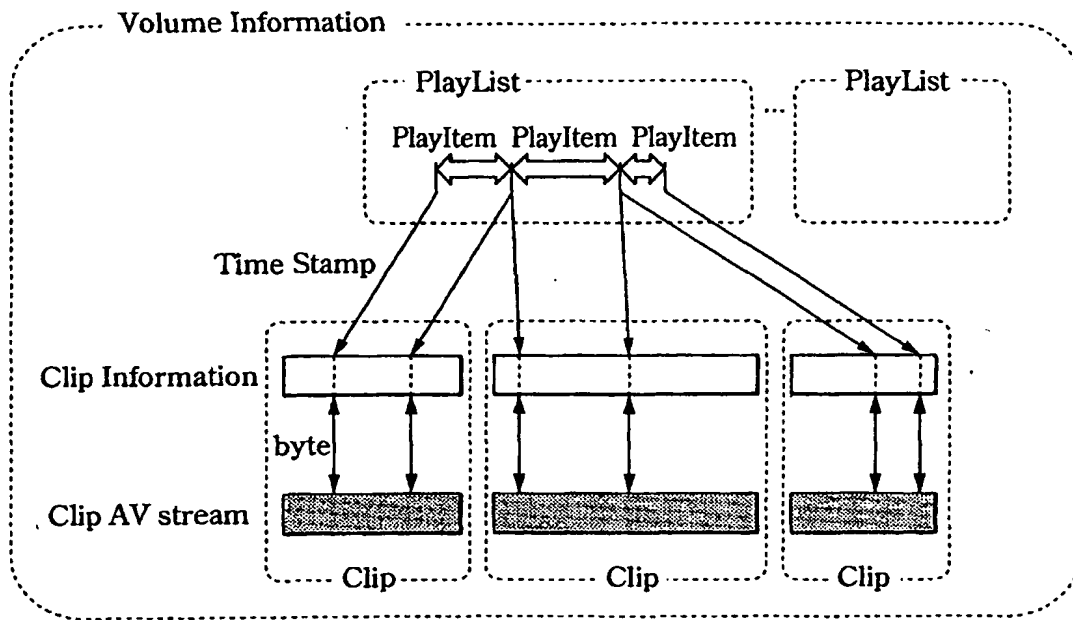 Volume Information
PlayList
PlayList
...
PlayItem PlayItem PlayItem
Time Stamp
Clip Information
byte
Clip AV stream
Clip
Clip
Clip